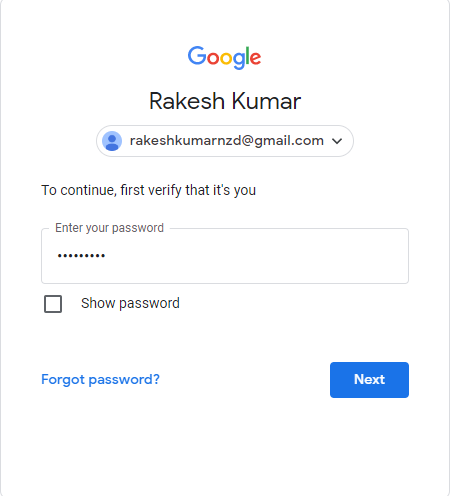 Google
Rakesh Kumar
rakeshkumarnzd@gmail.com
To continue, first verify that it's you
Enter your password
•••••••••
Show password
Forgot password?
Next